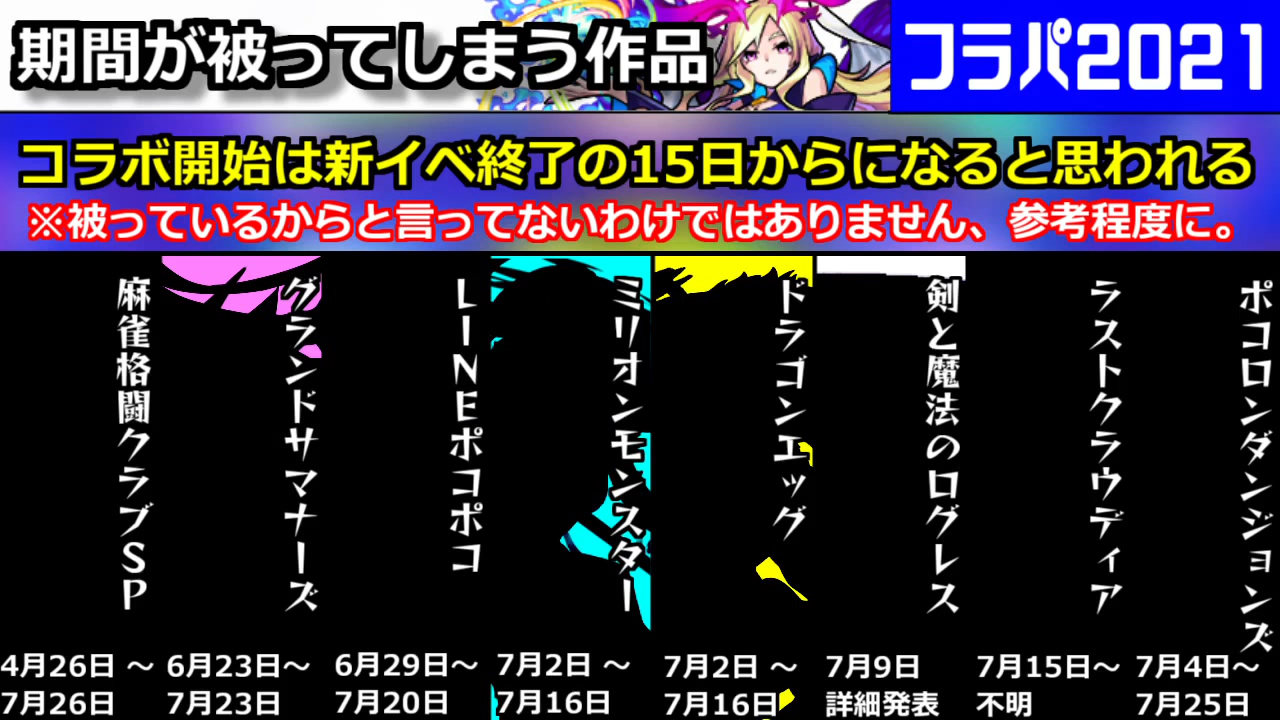 期間が被ってしまう作品
フラパ2021
コラボ開始は新イベ終了の15日からになると思われる
※被っているからと言ってないわけではありません、参考程度に。
麻雀格闘クラブSP
4月26日 ～
7月26日
グランドサマナーズ
6月23日～
7月23日
LINEポコポコ
6月29日～
7月20日
ミリオンモンスター
7月2日 ～
7月16日
ドラゴンエッグ
7月2日 ～
7月16日
剣と魔法のログレス
7月9日
詳細発表
ラストクラウディア
7月15日～
不明
ポコロンダンジョンズ
7月4日～
7月25日